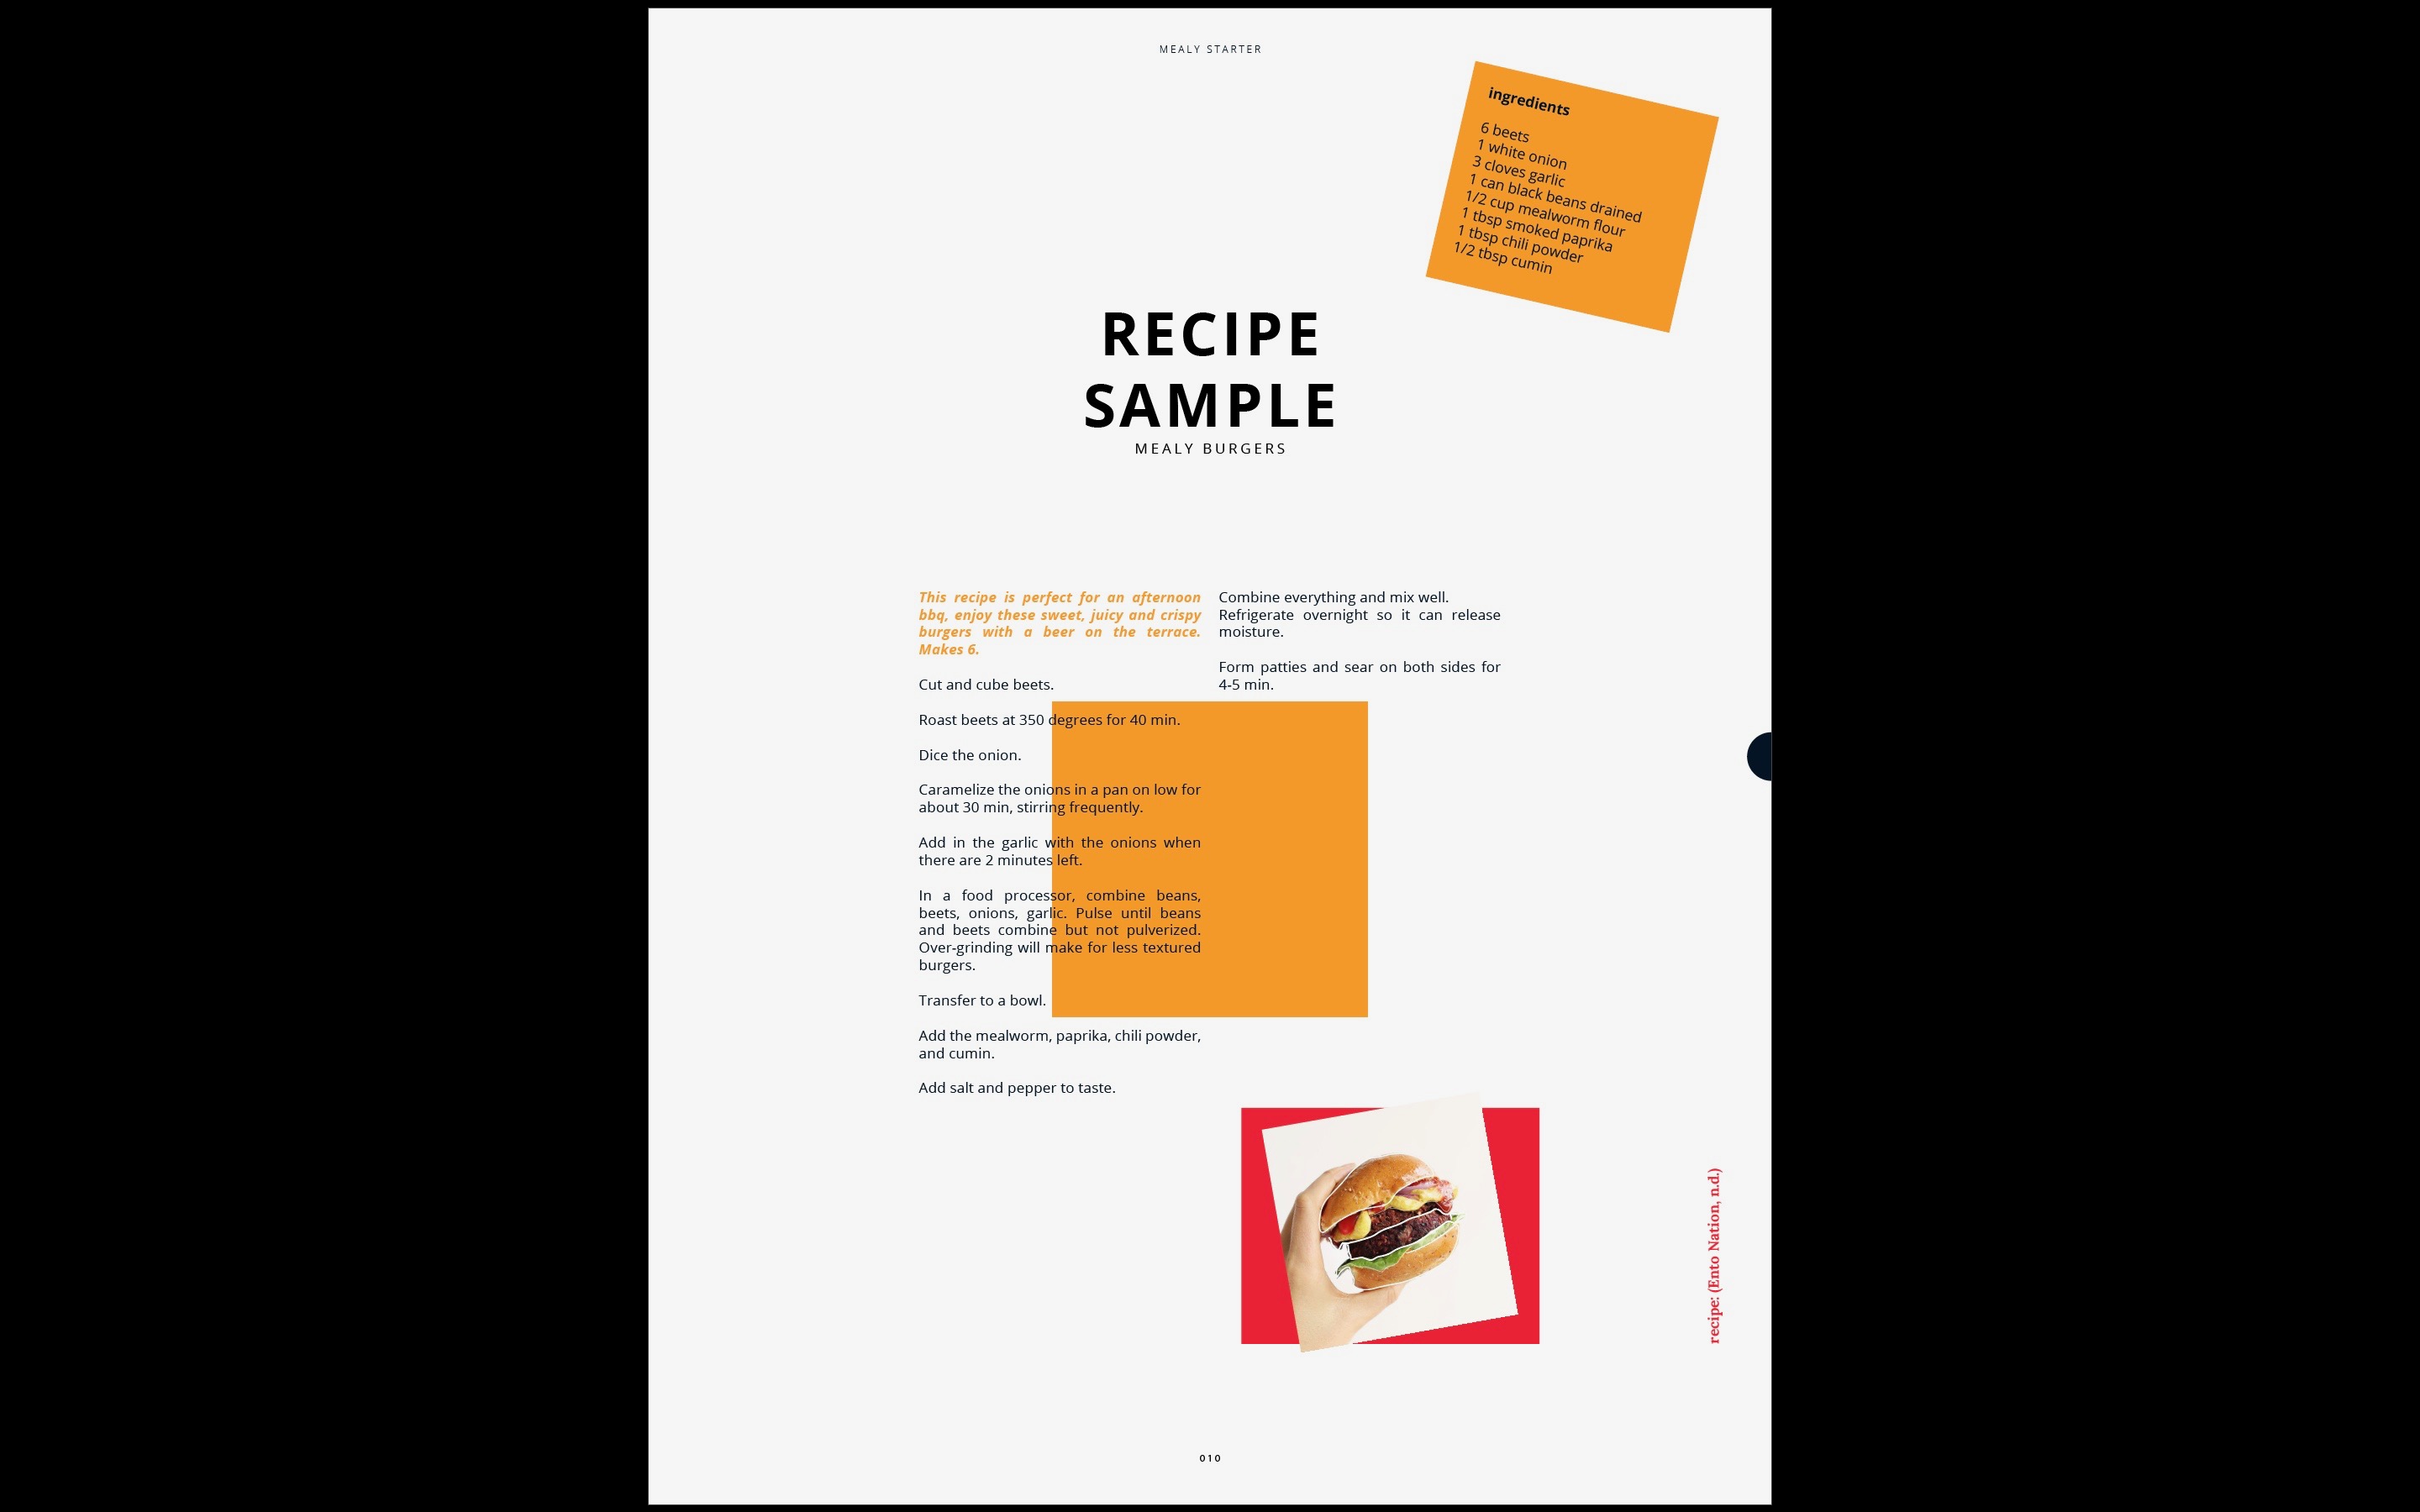 MEALY STARTER
ingredients
6 beets
1 white onion
3 cloves garlic
1 can black beans drained
1/2 cup mealworm flour
1 tbsp smoked paprika
1 tbsp chili powder
1/2 tbsp cumin
RECIPE
SAMPLE
MEALY BURGERS
This recipe is perfect for an afternoon
bbq, enjoy these sweet, juicy and crispy
burgers with a beer on the terrace.
Makes 6.
Cut and cube beets.
Roast beets at 350 degrees for 40 min.
Dice the onion.
Caramelize the onions in a pan on low for
about 30 min, stirring frequently.
Add in the garlic with the onions when
there are 2 minutes left.
In a food processor, combine beans,
beets, onions, garlic. Pulse until beans
and beets combine but not pulverized.
Over-grinding will make for less textured
burgers.
Transfer to a bowl.
Add the mealworm, paprika, chili powder,
and cumin.
Add salt and pepper to taste.
Combine everything and mix well.
Refrigerate overnight so it can release
moisture.
Form patties and sear on both sides for
4-5 min.
recipe: (Ento Nation, n.d.)
010